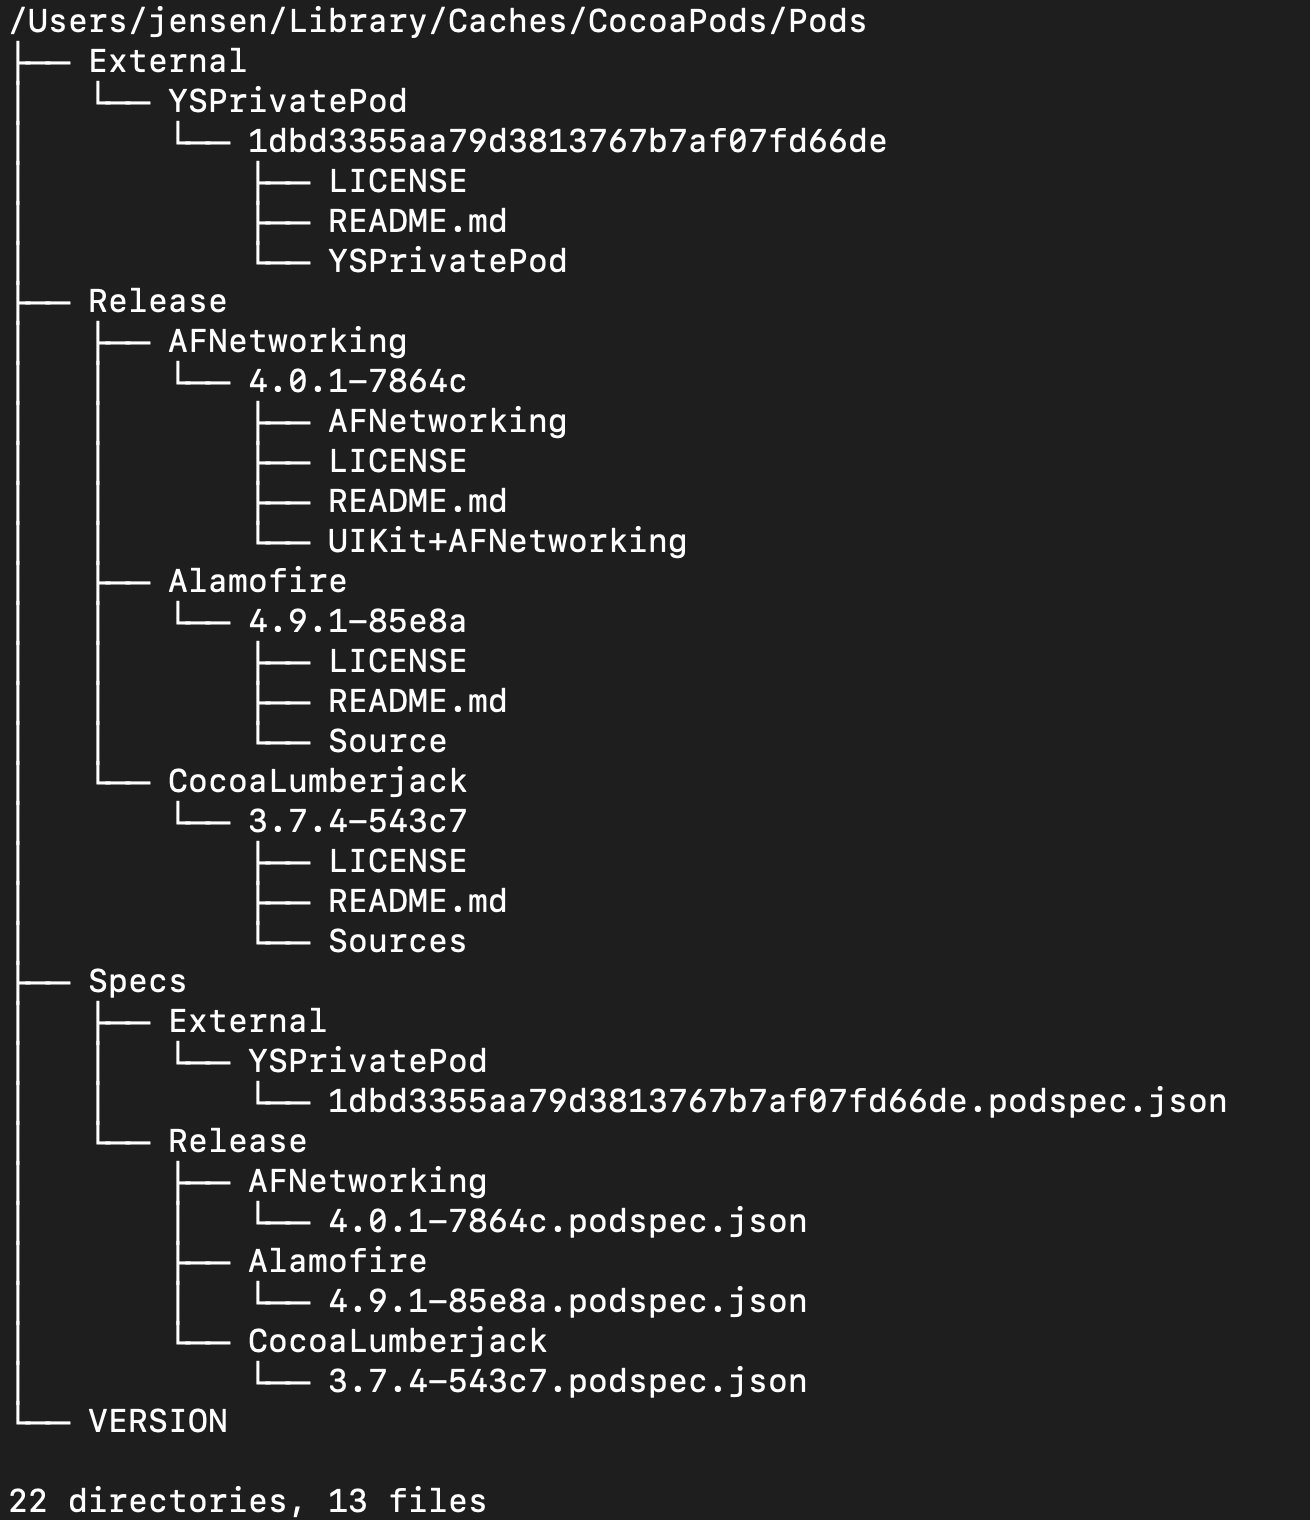 /Users/jensen/Library/Caches/CocoaPods/Pods
├── External
│   └── YSPrivatePod
│       └── 1dbd3355aa79d3813767b7af07fd66de
│           ├── LICENSE
│           ├── README.md
│           └── YSPrivatePod
├── Release
│   ├── AFNetworking
│   │   └── 4.0.1-7864c
│   │       ├── AFNetworking
│   │       ├── LICENSE
│   │       ├── README.md
│   │       └── UIKit+AFNetworking
│   ├── Alamofire
│   │   └── 4.9.1-85e8a
│   │       ├── LICENSE
│   │       ├── README.md
│   │       └── Source
│   └── CocoaLumberjack
│       └── 3.7.4-543c7
│           ├── LICENSE
│           ├── README.md
│           └── Sources
├── Specs
│   ├── External
│   │   └── YSPrivatePod
│   │       └── 1dbd3355aa79d3813767b7af07fd66de.podspec.json
│   └── Release
│       ├── AFNetworking
│       │   └── 4.0.1-7864c.podspec.json
│       ├── Alamofire
│       │   └── 4.9.1-85e8a.podspec.json
│       └── CocoaLumberjack
│           └── 3.7.4-543c7.podspec.json
└── VERSION

22 directories, 13 files